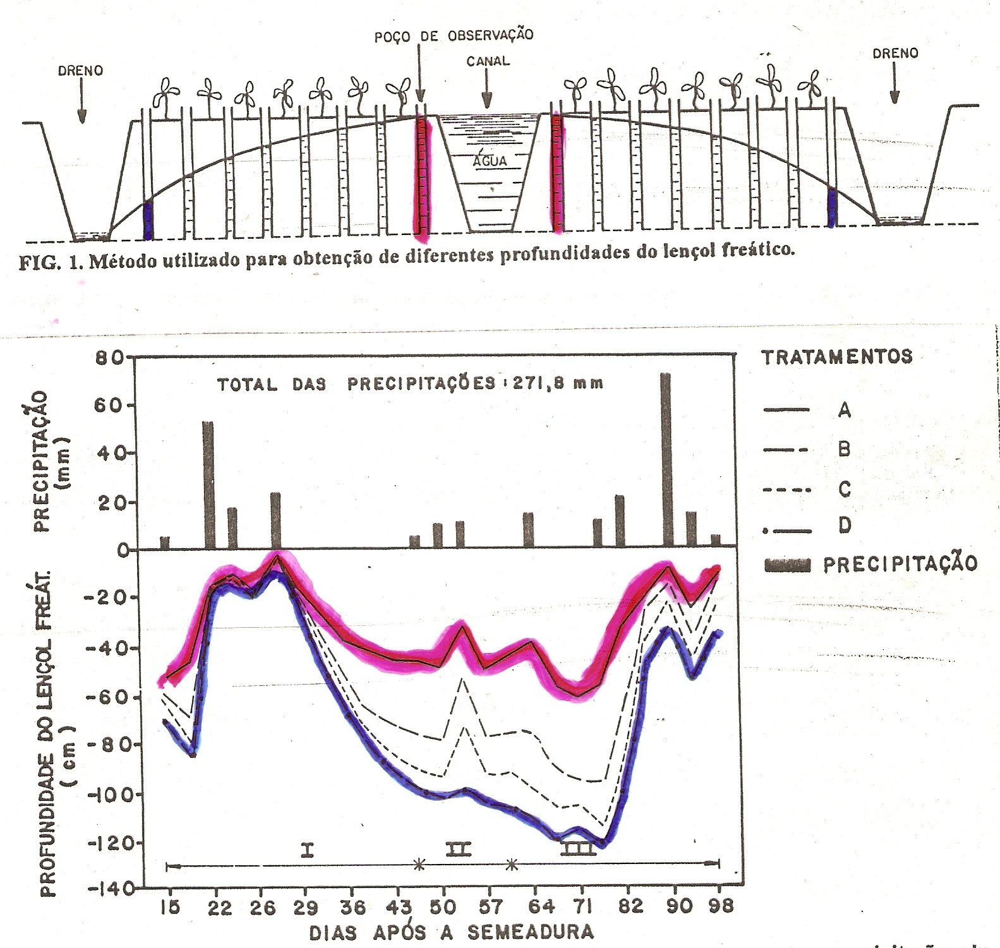 POÇO DE OBSERVAÇÃO
DRENO
CANAL
DRENO
ÁGUA
FIG. 1. Método utilizado para obtenção de diferentes profundidades do lençol freático.
TOTAL DAS PRECIPITAÇÕES: 271,8 mm
PRECIPITAÇÃO
(mm)
80
60
40
20
0
PROFUNDIDADE DO LENÇOL FREÁT.
(cm)
-20
-40
-60
-80
-100
-120
-140
I
II
III
15 22 26 29 36 43 50 57 64 71 82 90 98
DIAS APÓS A SEMEADURA
TRATAMENTOS
A
B
C
D
PRECIPITAÇÃO